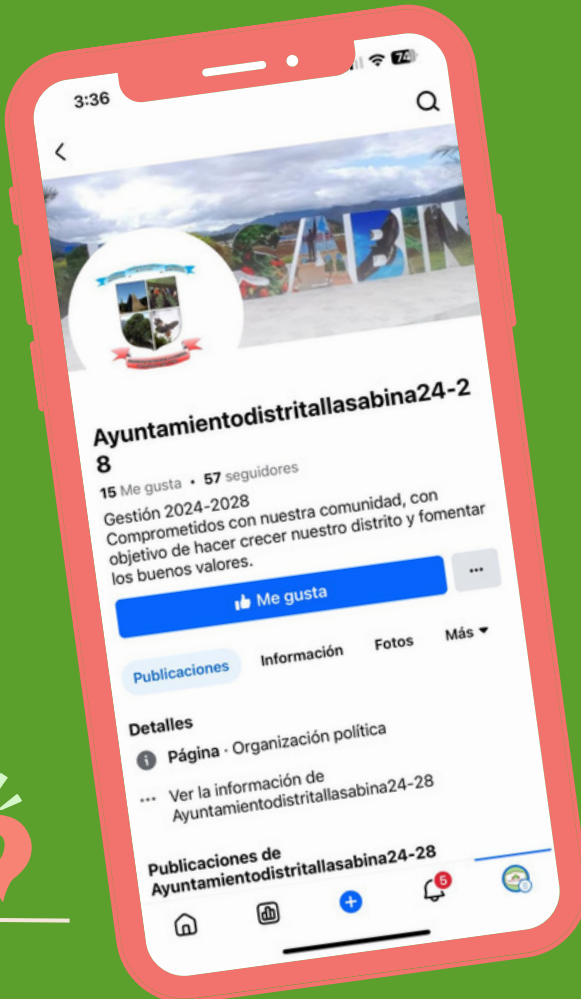 3:36
74
SABIN
Ayuntamientodistritallasabina24-2
8
15 Me gusta • 57 seguidores
Gestión 2024-2028
Comprometidos con nuestra comunidad, con
objetivo de hacer crecer nuestro distrito y fomentar
los buenos valores.
Me gusta
Publicaciones Información Fotos Más
Detalles
Página · Organización política
Ver la información de
Ayuntamientodistritallasabina24-28
Publicaciones de
Ayuntamientodistritallasabina24-28
5